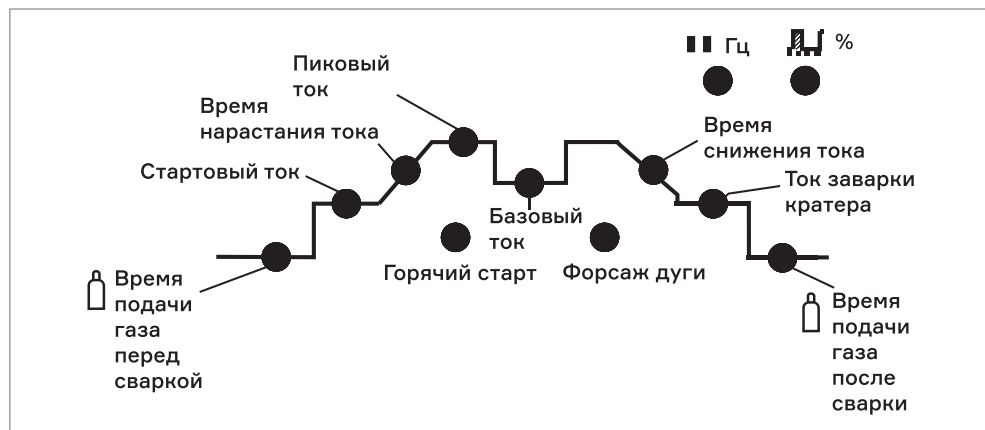 Гц
%
Пиковый
ток
Время
нарастания тока
Стартовый ток
Время
снижения тока
Ток заварки
кратера
Базовый
ток
Горячий старт
Форсаж дуги
Время
подачи
газа
перед
сваркой
Время
подачи
газа
после
сварки